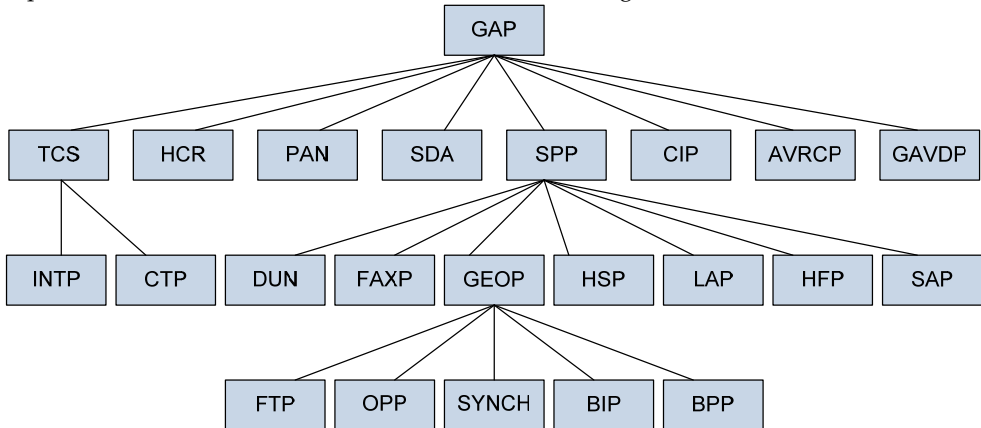 GAP
TCS HCR PAN SDA SPP CIP AVRCP GAVDP
INTP CTP DUN FAXP GEOP HSP LAP HFP SAP
FTP OPP SYNCH BIP BPP